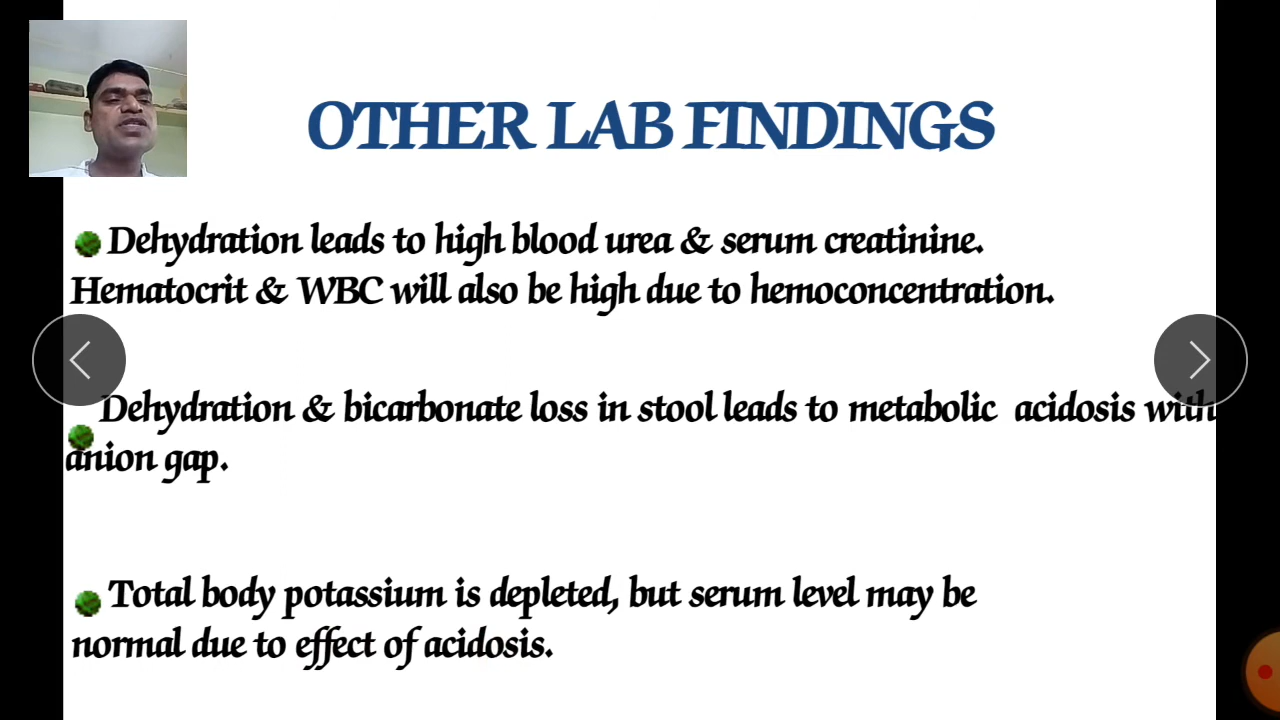 OTHER LAB FINDINGS
Dehydration leads to high blood urea & serum creatinine.
Hematocrit & WBC will also be high due to hemoconcentration.
Dehydration & bicarbonate loss in stool leads to metabolic acidosis with
anion gap.
Total body potassium is depleted, but serum level may be
normal due to effect of acidosis.